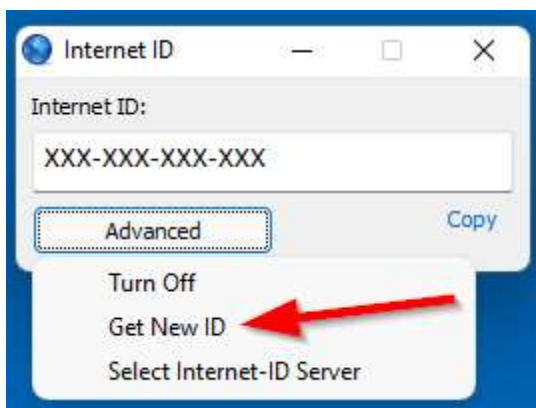 Internet ID
Internet ID:
XXX-XXX-XXX-XXX
Advanced
Copy
Turn Off
Get New ID
Select Internet-ID Server